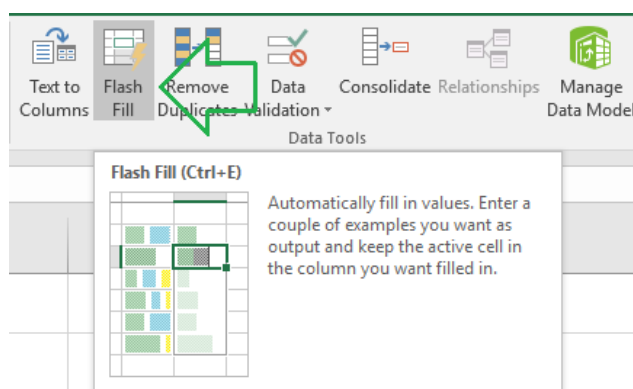 Text to Flash Remove Data Consolidate Relationships Manage
Columns Fill Duplicates Validation Data Model
Data Tools
Flash Fill (Ctrl+E)
Automatically fill in values. Enter a
couple of examples you want as
output and keep the active cell in
the column you want filled in.